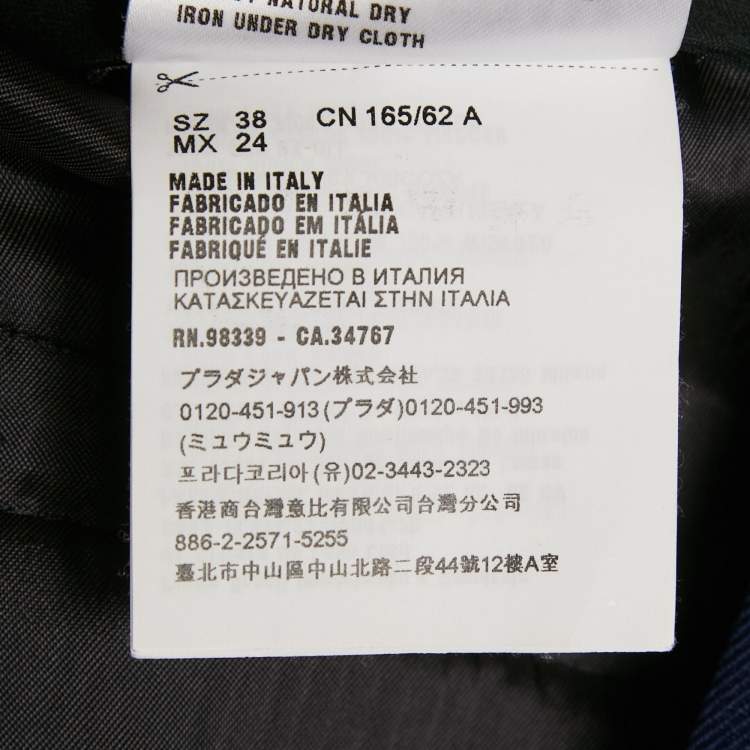 NATURAL DRY
IRON UNDER DRY CLOTH
SZ 38 CN 165/62 A
MX 24
MADE IN ITALY
FABRICADO EN ITALIA
FABRICADO EM ITÁLIA
FABRIQUÉ EN ITALIE
ПРОИЗВЕДЕНО В ИТАЛИЯ
ΚΑΤΑΣΚΕΥΑΖΕΤΑΙ ΣΤΗΝ ΙΤΑΛΙΑ
RN.98339 - CA.34767
プラダジャパン株式会社
0120-451-913(プラダ)0120-451-993
(ミュウミュウ)
프라다코리아(유)02-3443-2323
香港商台灣意比有限公司台灣分公司
886-2-2571-5255
臺北市中山區中山北路二段44號12樓A室